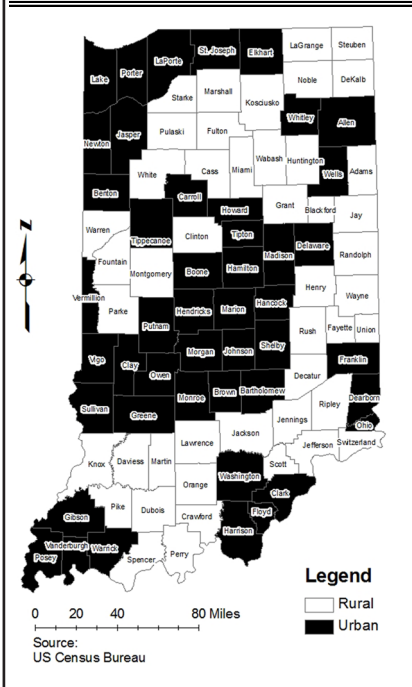 LaGrange Steuben
St. Joseph Elkhart
LaPorte
Porter
Lake
Noble DeKalb
Marshall
Starke
Kosciusko
Whitley
Allen
Jasper
Newton
Pulaski Fulton
Wabash Huntington
Miami
Cass
White
Wells
Adams
Benton
Carroll
Howard
Grant
Blackford
Jay
Warren
Tippecanoe
Clinton
Tipton
Madison
Delaware
Randolph
Fountain
Montgomery
Boone
Hamilton
Henry
Wayne
Vermillion
Parke
Putnam
Hendricks
Marion
Hancock
Rush
Fayette
Union
Vigo
Clay
Owen
Morgan Johnson
Shelby
Franklin
Decatur
Dearborn
Sullivan
Greene
Monroe
Brown
Bartholomew
Ripley
Ohio
Jennings
Jackson
Lawrence
Jefferson
Switzerland
Knox
Daviess Martin
Washington
Scott
Orange
Clark
Floyd
Pike
Dubois
Crawford
Harrison
Gibson
Posey
Vanderburgh
Warrick
Spencer
Perry
N
Legend
Rural
Urban
0 20 40 80 Miles
Source:
US Census Bureau